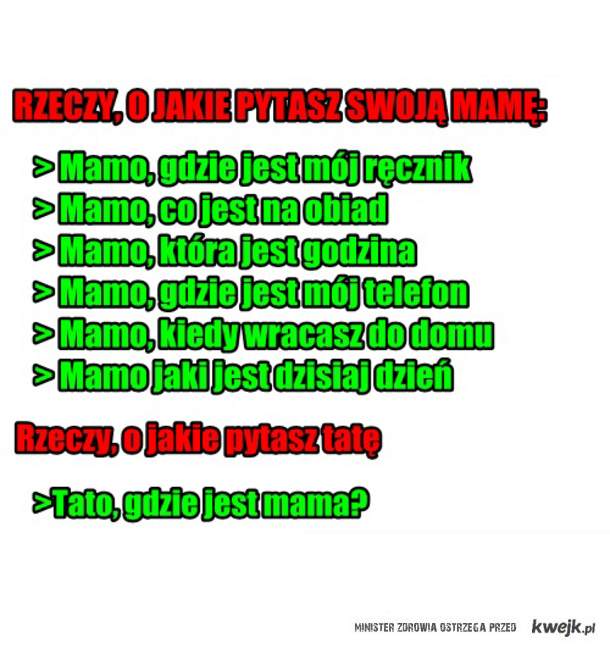 RZECZY, O JAKIE PYTASZ SWOJĄ MAMĘ:
> Mamo, gdzie jest mój ręcznik
> Mamo, co jest na obiad
> Mamo, która jest godzina
> Mamo, gdzie jest mój telefon
> Mamo, kiedy wracasz do domu
> Mamo jaki jest dzisiaj dzień
Rzeczy, o jakie pytasz tatę
>Tato, gdzie jest mama?
MINISTER ZDROWIA OSTRZEGA PRZED kwejk.pl